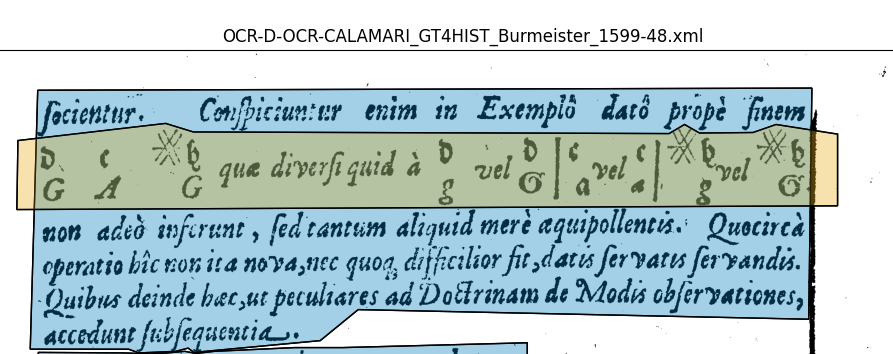 OCR-D-OCR-CALAMARI_GT4HIST_Burmeister_1599-48.xml
ſocientur. Conſpiciuntur enim in Exemplô datô propè finem
D c ※ h quæ diverſi quid à D vel D | c vel c | ※ h vel ※ h
G A G g G a a g G.
non adeò inferunt, ſed tantum aliquid merè æquipollentis. Quocircà
operatio hîc non ita nova, nec quoq; difficilior fit, datis ſervatis ſervandis.
Quibus deinde hæc, ut peculiares ad Doctrinam de Modis obſervationes,
accedunt ſubſequentia.